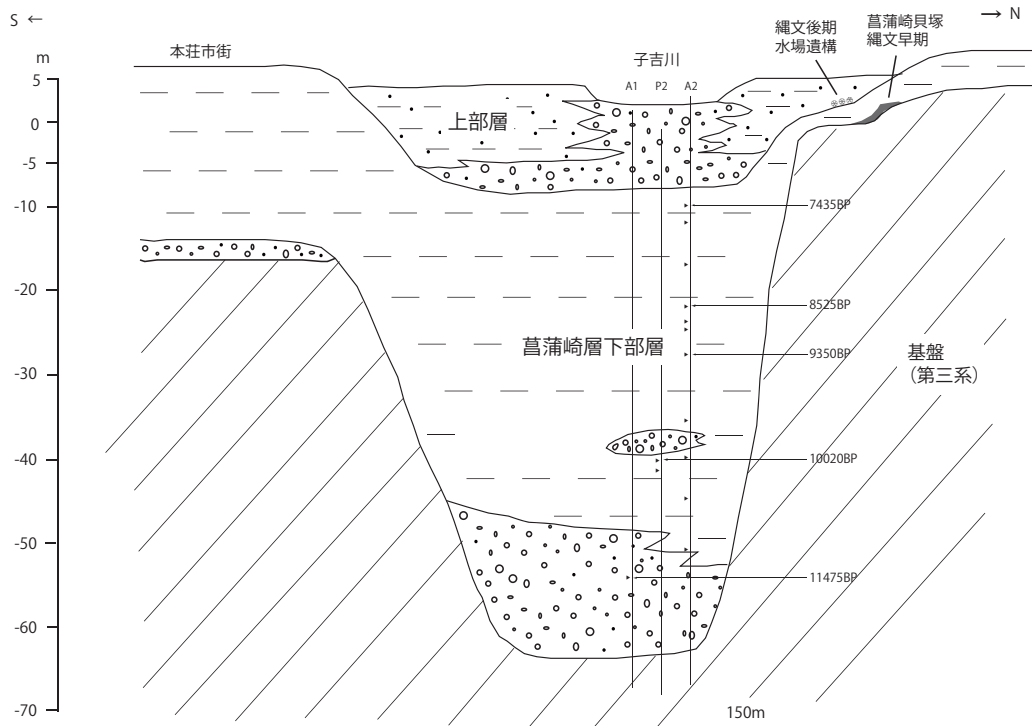 S ←
→ N
m
本荘市街
子吉川
縄文後期
水場遺構
菖蒲崎貝塚
縄文早期
A1 P2 A2
5
0
-5
-10
-20
-30
-40
-50
-60
-70
上部層
7435BP
8525BP
菖蒲崎層下部層
9350BP
基盤
(第三系)
10020BP
11475BP
150m